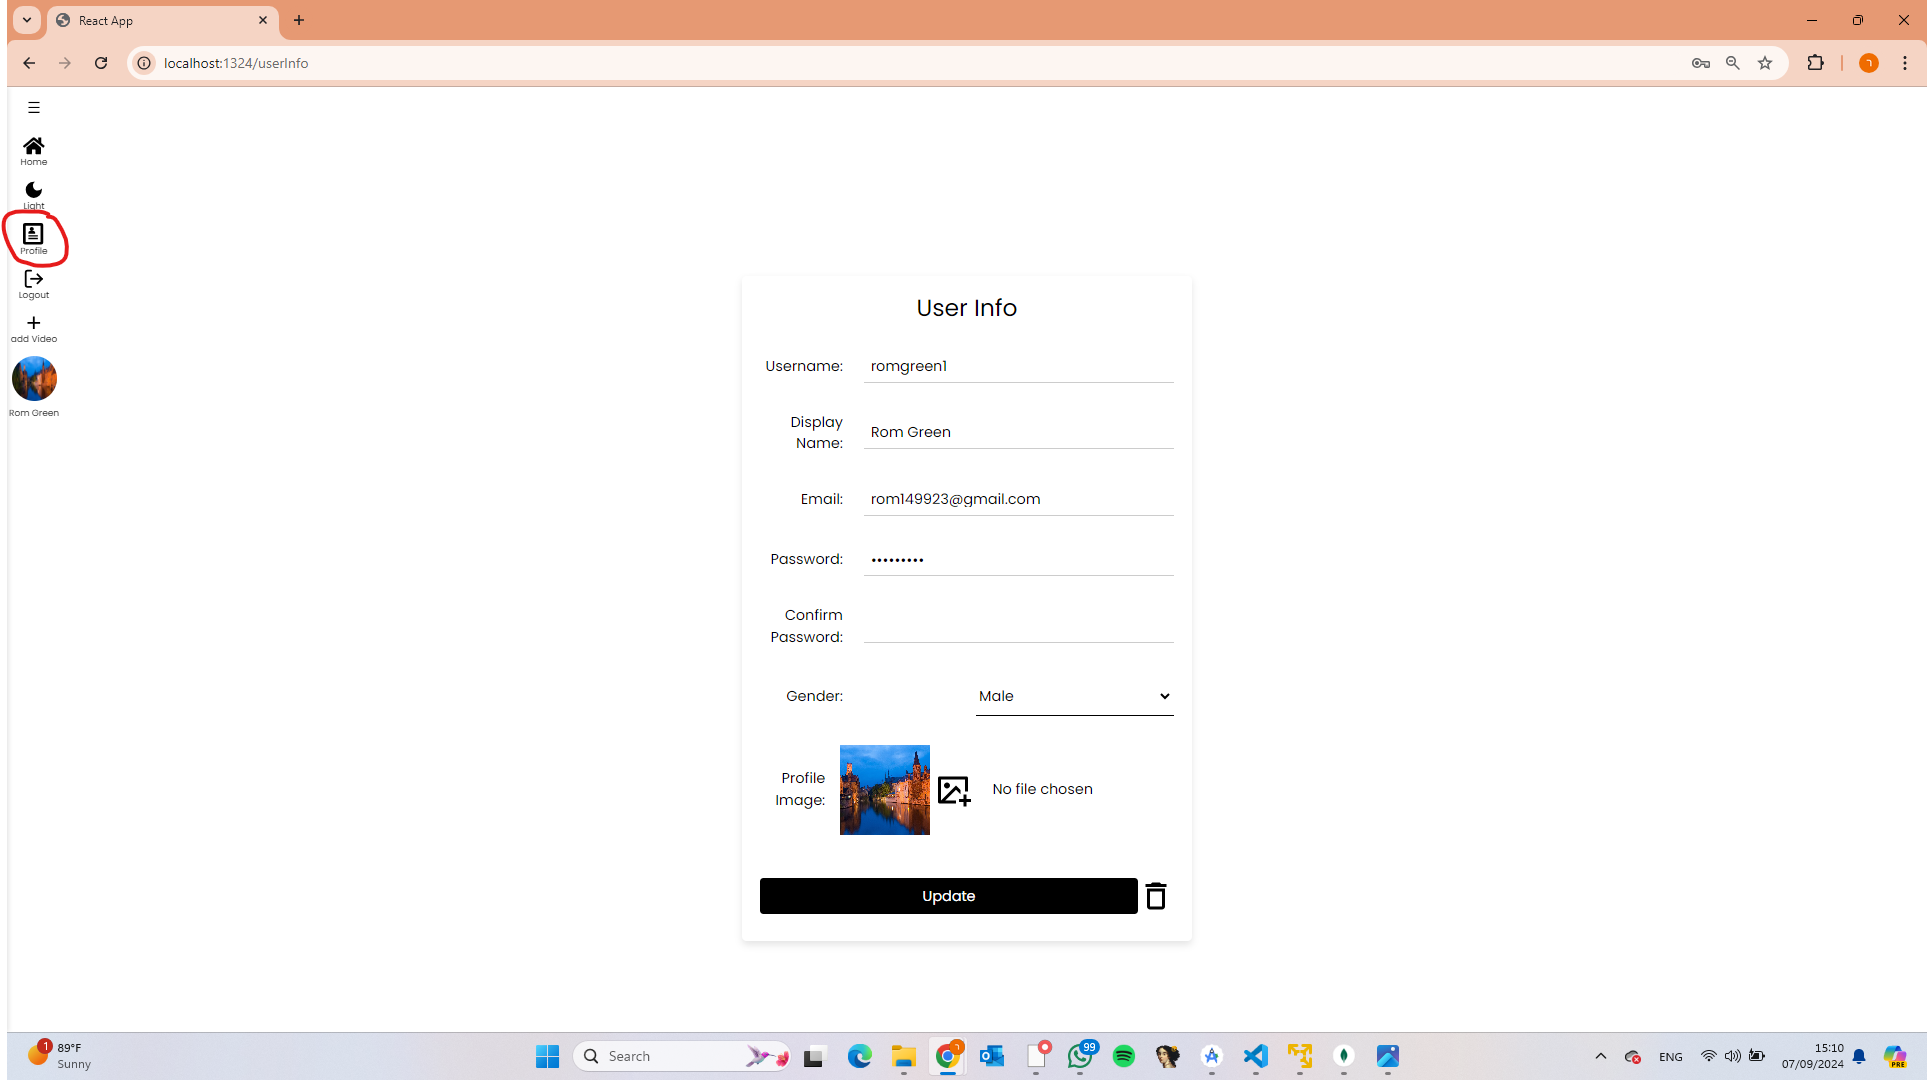 React App
localhost:1324/userInfo
Home
Light
Profile
Logout
add Video
Rom Green
User Info
Username: romgreen1
Display
Name: Rom Green
Email: rom149923@gmail.com
Password: •••••••••
Confirm
Password:
Gender: Male
Profile
Image: No file chosen
Update
1
89°F
Sunny
Search
99
PRE
ENG
15:10
07/09/2024